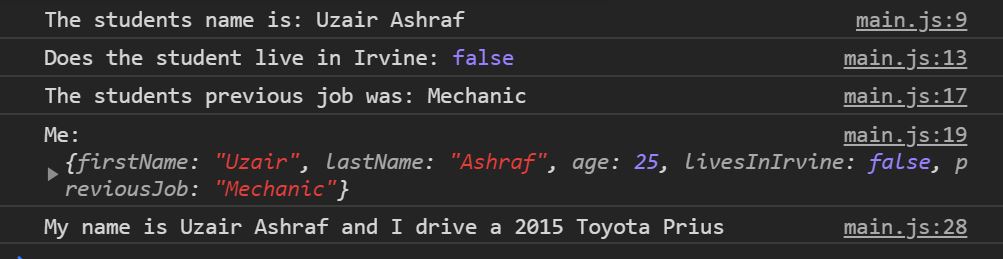 The students name is: Uzair Ashraf main.js:9
Does the student live in Irvine: false main.js:13
The students previous job was: Mechanic main.js:17
Me: main.js:19
{firstName: "Uzair", lastName: "Ashraf", age: 25, livesInIrvine: false, p
reviousJob: "Mechanic"}
My name is Uzair Ashraf and I drive a 2015 Toyota Prius main.js:28